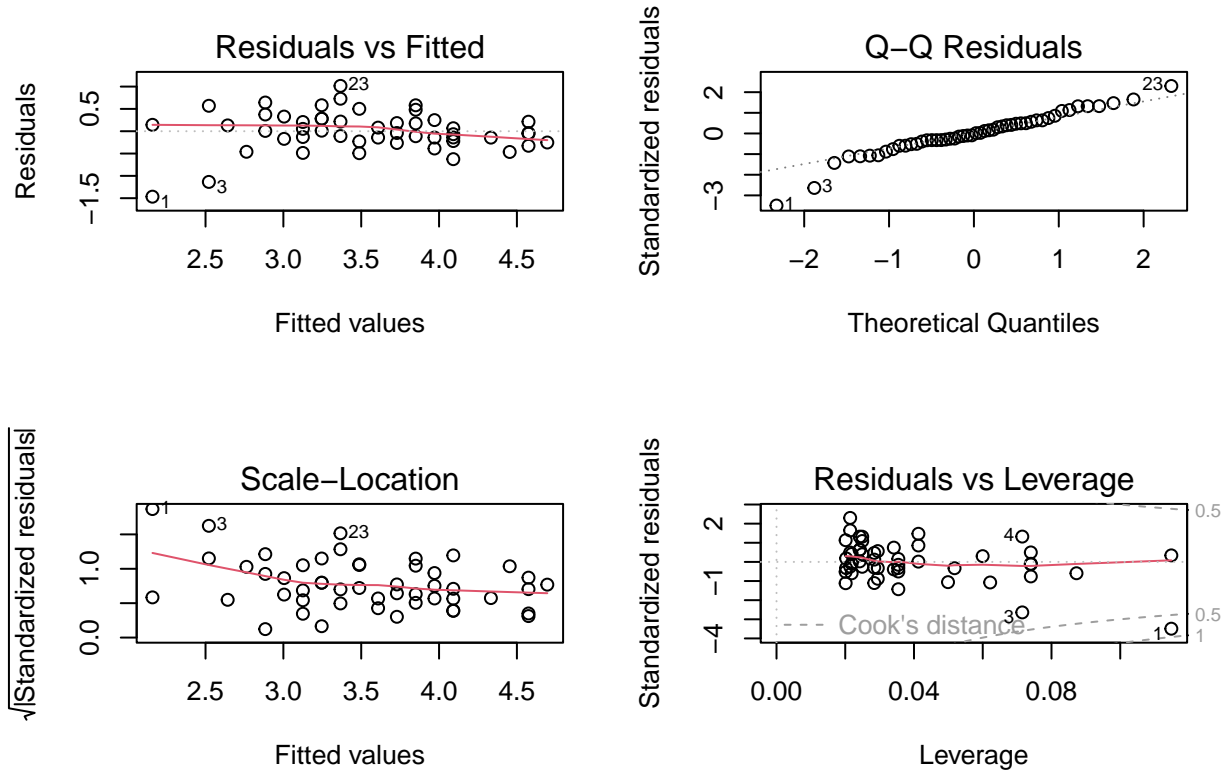 Residuals vs Fitted
Residuals
0.5
−1.5
23
3
1
2.5 3.0 3.5 4.0 4.5
Fitted values
Q−Q Residuals
Standardized residuals
2
0
−3
23
3
1
−2 −1 0 1 2
Theoretical Quantiles
Scale−Location
√|Standardized residuals|
1.0
0.0
1
3
23
2.5 3.0 3.5 4.0 4.5
Fitted values
Residuals vs Leverage
Standardized residuals
2
−1
−4
4
3
1
0.5
0.5
1
Cook's distance
0.00 0.04 0.08
Leverage